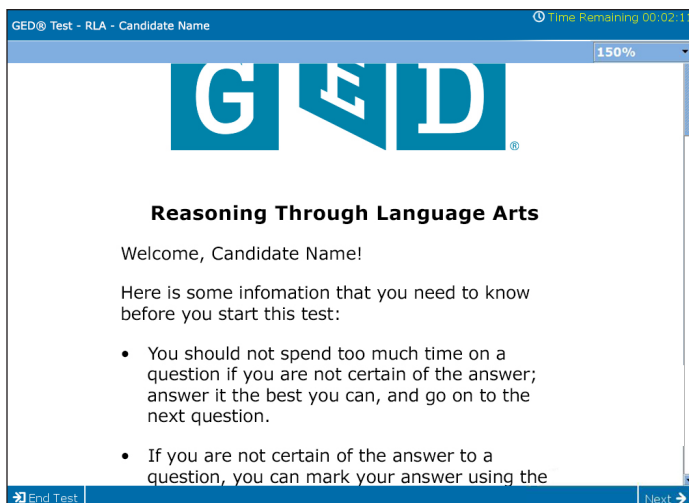 GED® Test - RLA - Candidate Name
Time Remaining 00:02:11
150%
GED®
Reasoning Through Language Arts
Welcome, Candidate Name!
Here is some infomation that you need to know
before you start this test:
• You should not spend too much time on a
question if you are not certain of the answer;
answer it the best you can, and go on to the
next question.
• If you are not certain of the answer to a
question, you can mark your answer using the
End Test
Next